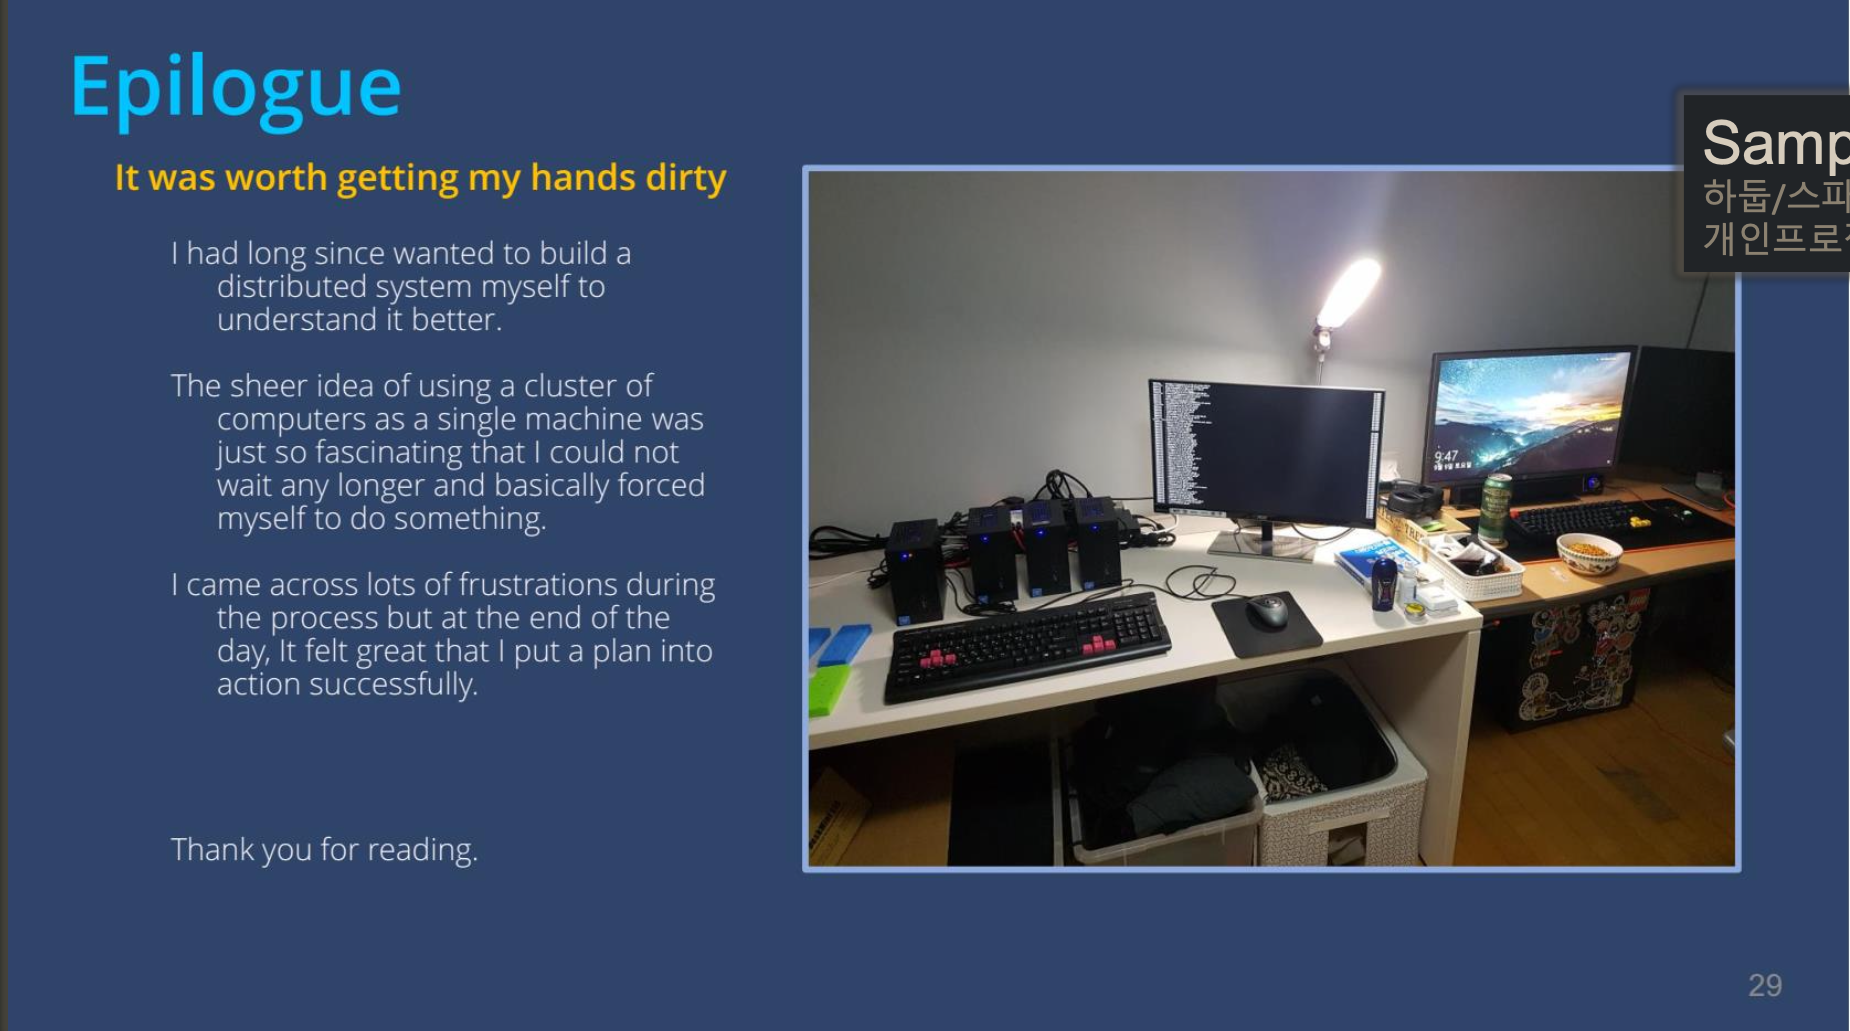 Epilogue
It was worth getting my hands dirty
I had long since wanted to build a
distributed system myself to
understand it better.
The sheer idea of using a cluster of
computers as a single machine was
just so fascinating that I could not
wait any longer and basically forced
myself to do something.
I came across lots of frustrations during
the process but at the end of the
day, It felt great that I put a plan into
action successfully.
Thank you for reading.
Samp
하둡/스파
개인프로
9:47
29